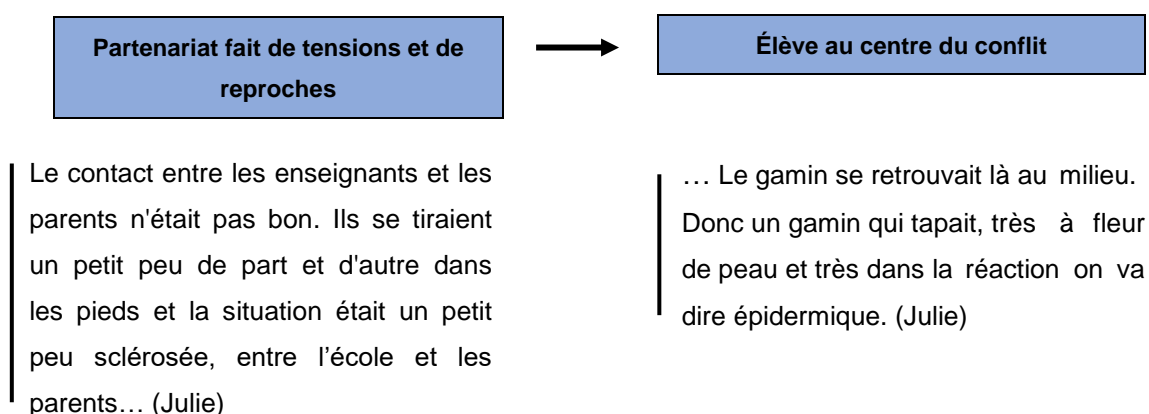 Partenariat fait de tensions et de
reproches
Élève au centre du conflit
Le contact entre les enseignants et les
parents n'était pas bon. Ils se tiraient
un petit peu de part et d'autre dans
les pieds et la situation était un petit
peu sclérosée, entre l’école et les
parents… (Julie)
… Le gamin se retrouvait là au milieu.
Donc un gamin qui tapait, très à fleur
de peau et très dans la réaction on va
dire épidermique. (Julie)